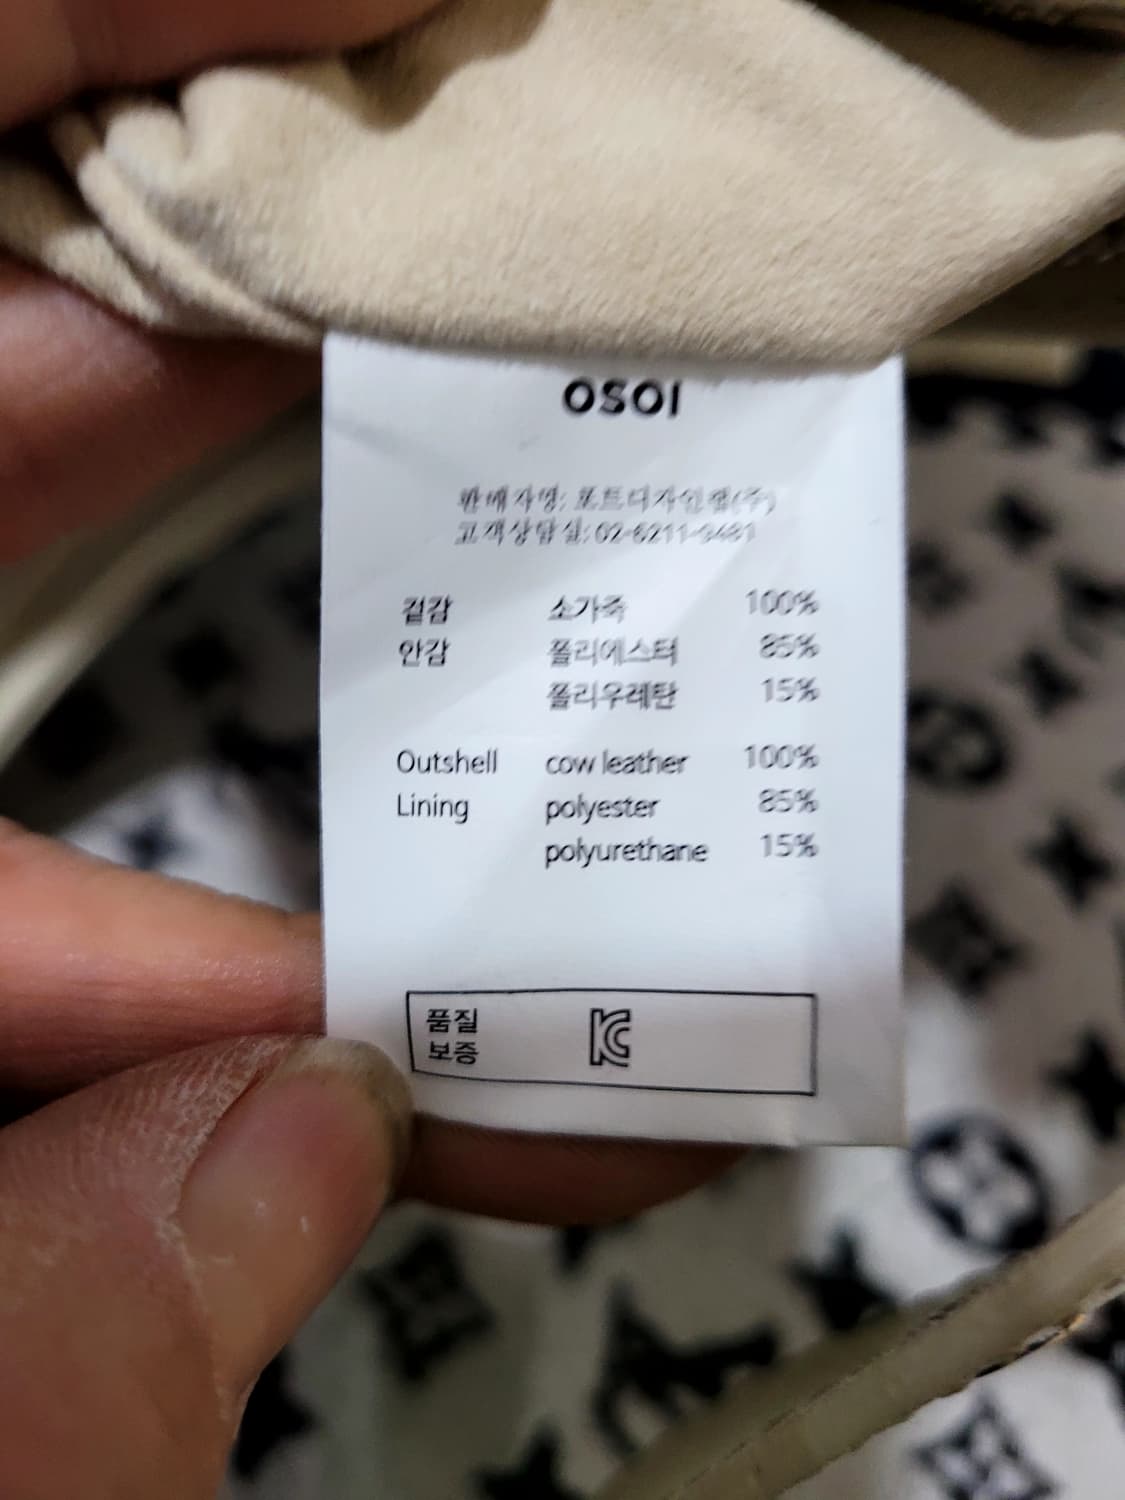 OSOI
판매자명: 포트디자인랩(주)
고객상담실: 02-6211-3481
겉감 소가죽 100%
안감 폴리에스터 85%
폴리우레탄 15%
Outshell cow leather 100%
Lining polyester 85%
polyurethane 15%
품질
보증
KC